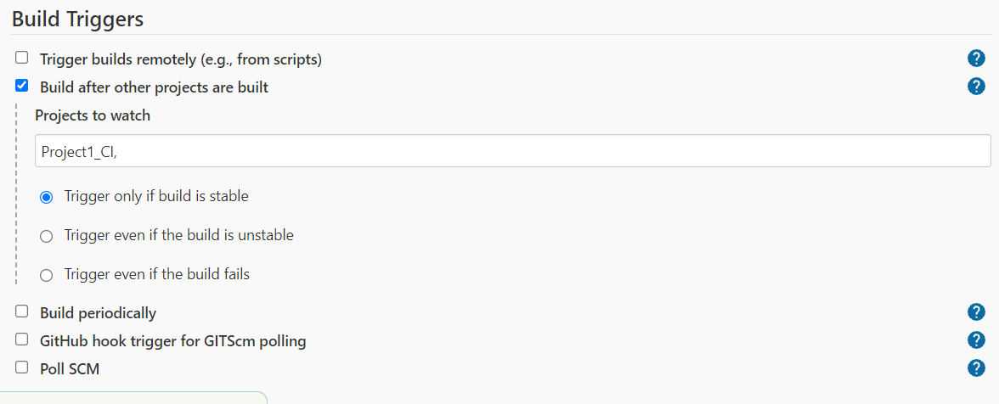 Build Triggers
Trigger builds remotely (e.g., from scripts)
?
Build after other projects are built
?
Projects to watch
Project1_CI,
Trigger only if build is stable
Trigger even if the build is unstable
Trigger even if the build fails
Build periodically
?
GitHub hook trigger for GITScm polling
?
Poll SCM
?